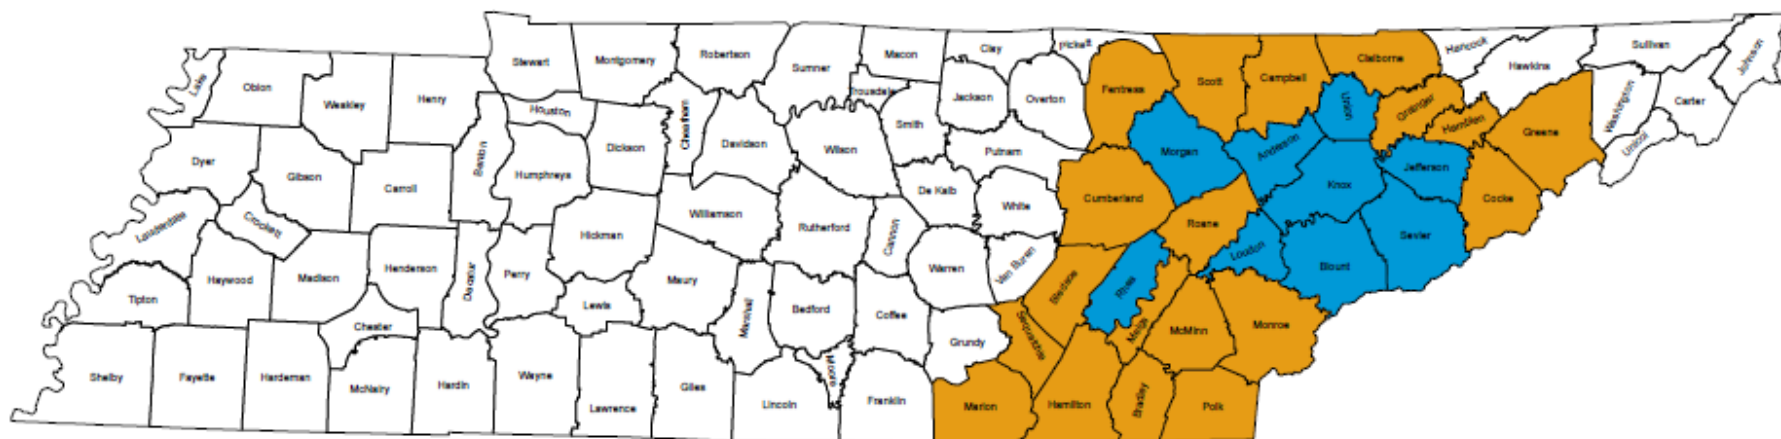 Lake
Obion
Weakley
Henry
Stewart
Montgomery
Robertson
Sumner
Macon
Clay
Pickett
Fentress
Scott
Campbell
Claiborne
Hancock
Hawkins
Sullivan
Johnson
Carter
Washington
Unicoi
Greene
Hamblen
Grainger
Union
Houston
Trousdale
Jackson
Overton
Smith
Dyer
Gibson
Carroll
Benton
Humphreys
Dickson
Cheatham
Davidson
Wilson
Putnam
Morgan
Anderson
Knox
Jefferson
Cocke
Sevier
Lauderdale
Crockett
Haywood
Madison
Henderson
Decatur
Perry
Hickman
Williamson
Rutherford
Cannon
De Kalb
White
Cumberland
Roane
Loudon
Blount
Tipton
Chester
Lewis
Maury
Marshall
Bedford
Coffee
Warren
Van Buren
Bledsoe
Rhea
Meigs
McMinn
Monroe
Shelby
Fayette
Hardeman
McNairy
Hardin
Wayne
Lawrence
Giles
Lincoln
Moore
Franklin
Grundy
Sequatchie
Marion
Hamilton
Bradley
Polk